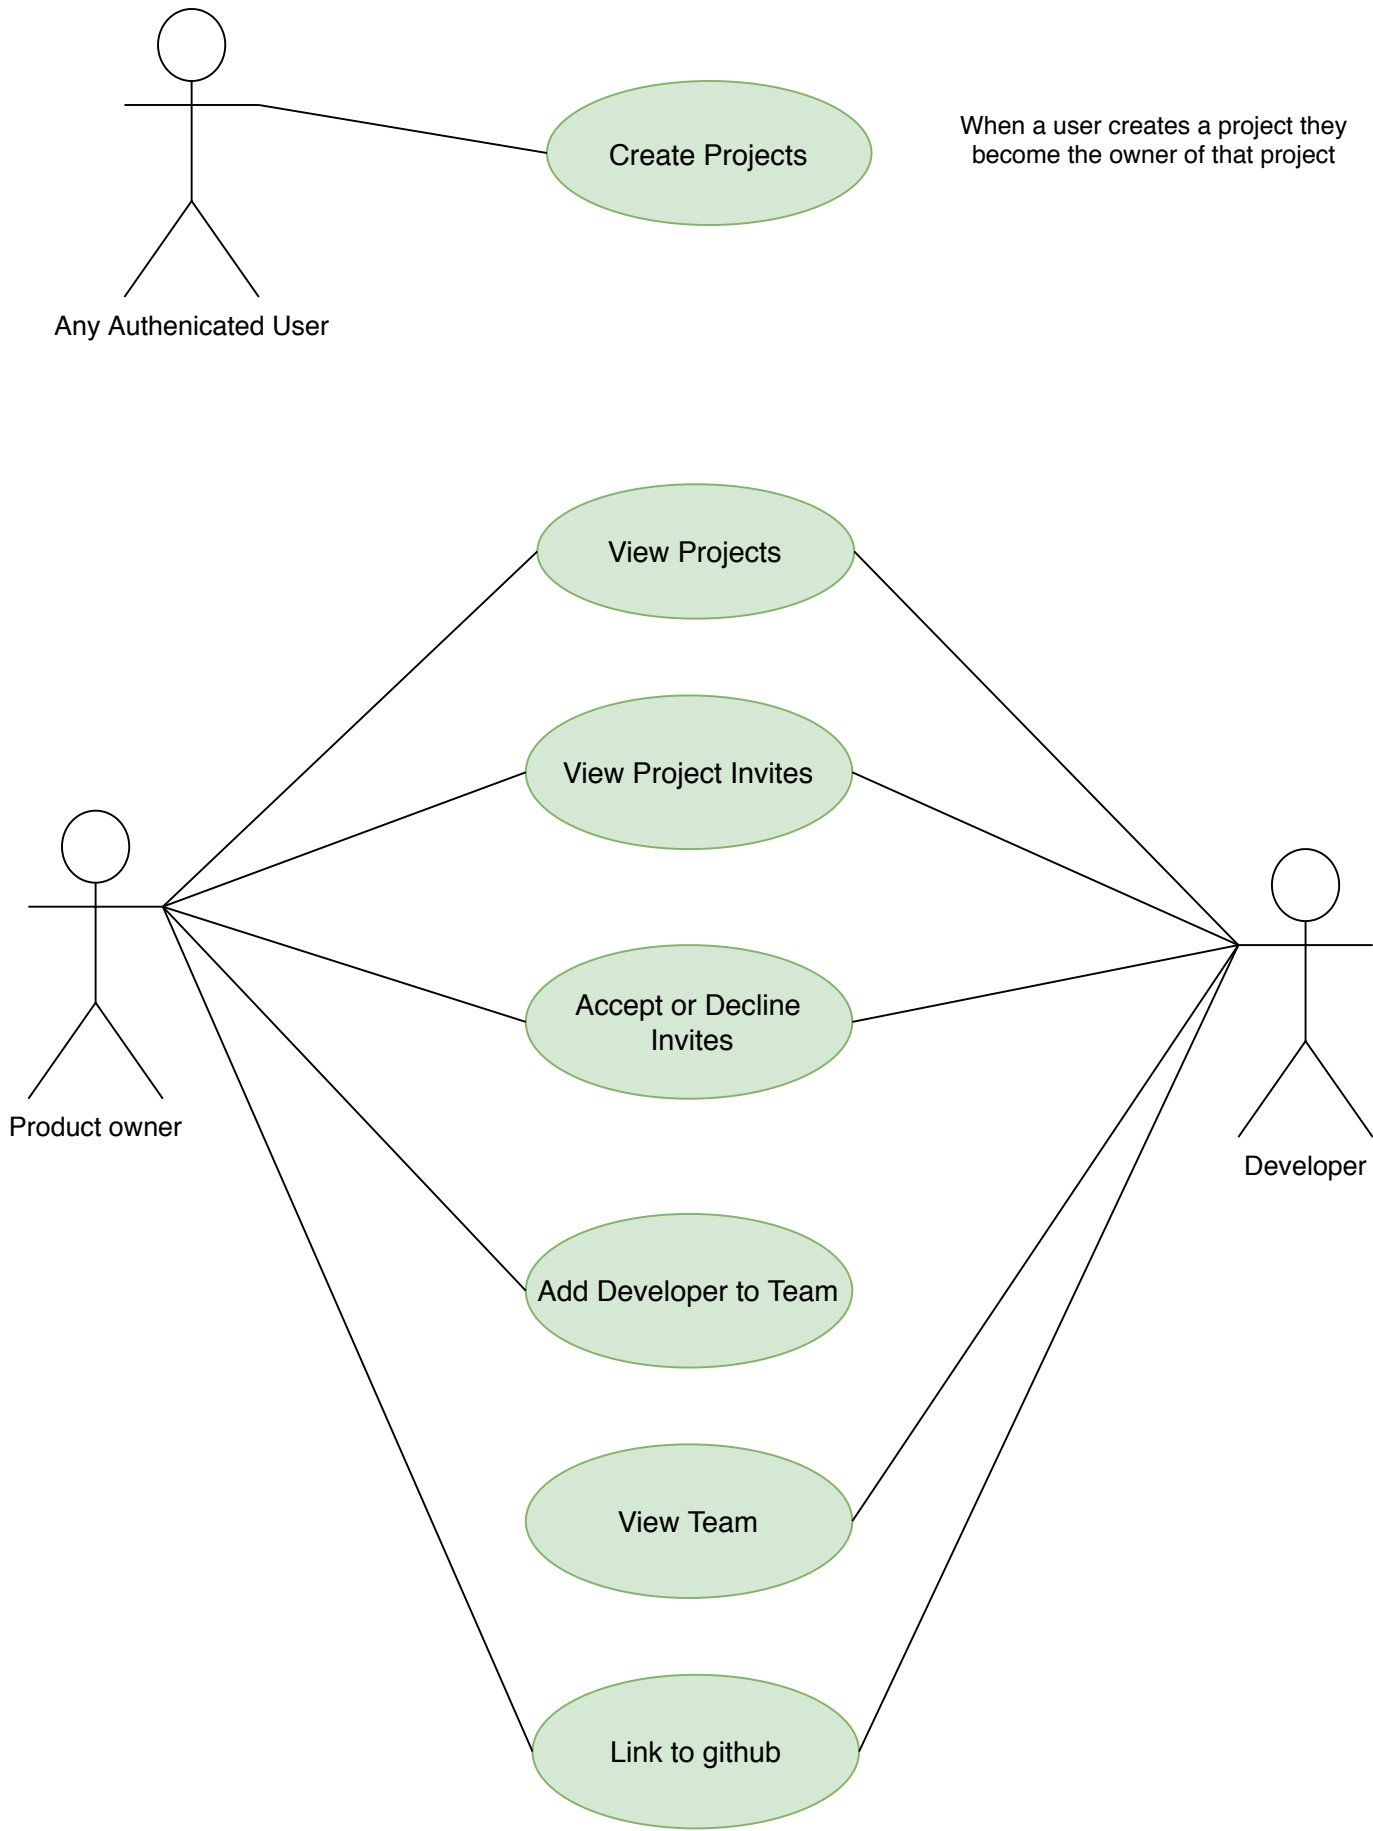 Create Projects
When a user creates a project they
become the owner of that project
Any Authenicated User
View Projects
View Project Invites
Accept or Decline
Invites
Product owner
Developer
Add Developer to Team
View Team
Link to github